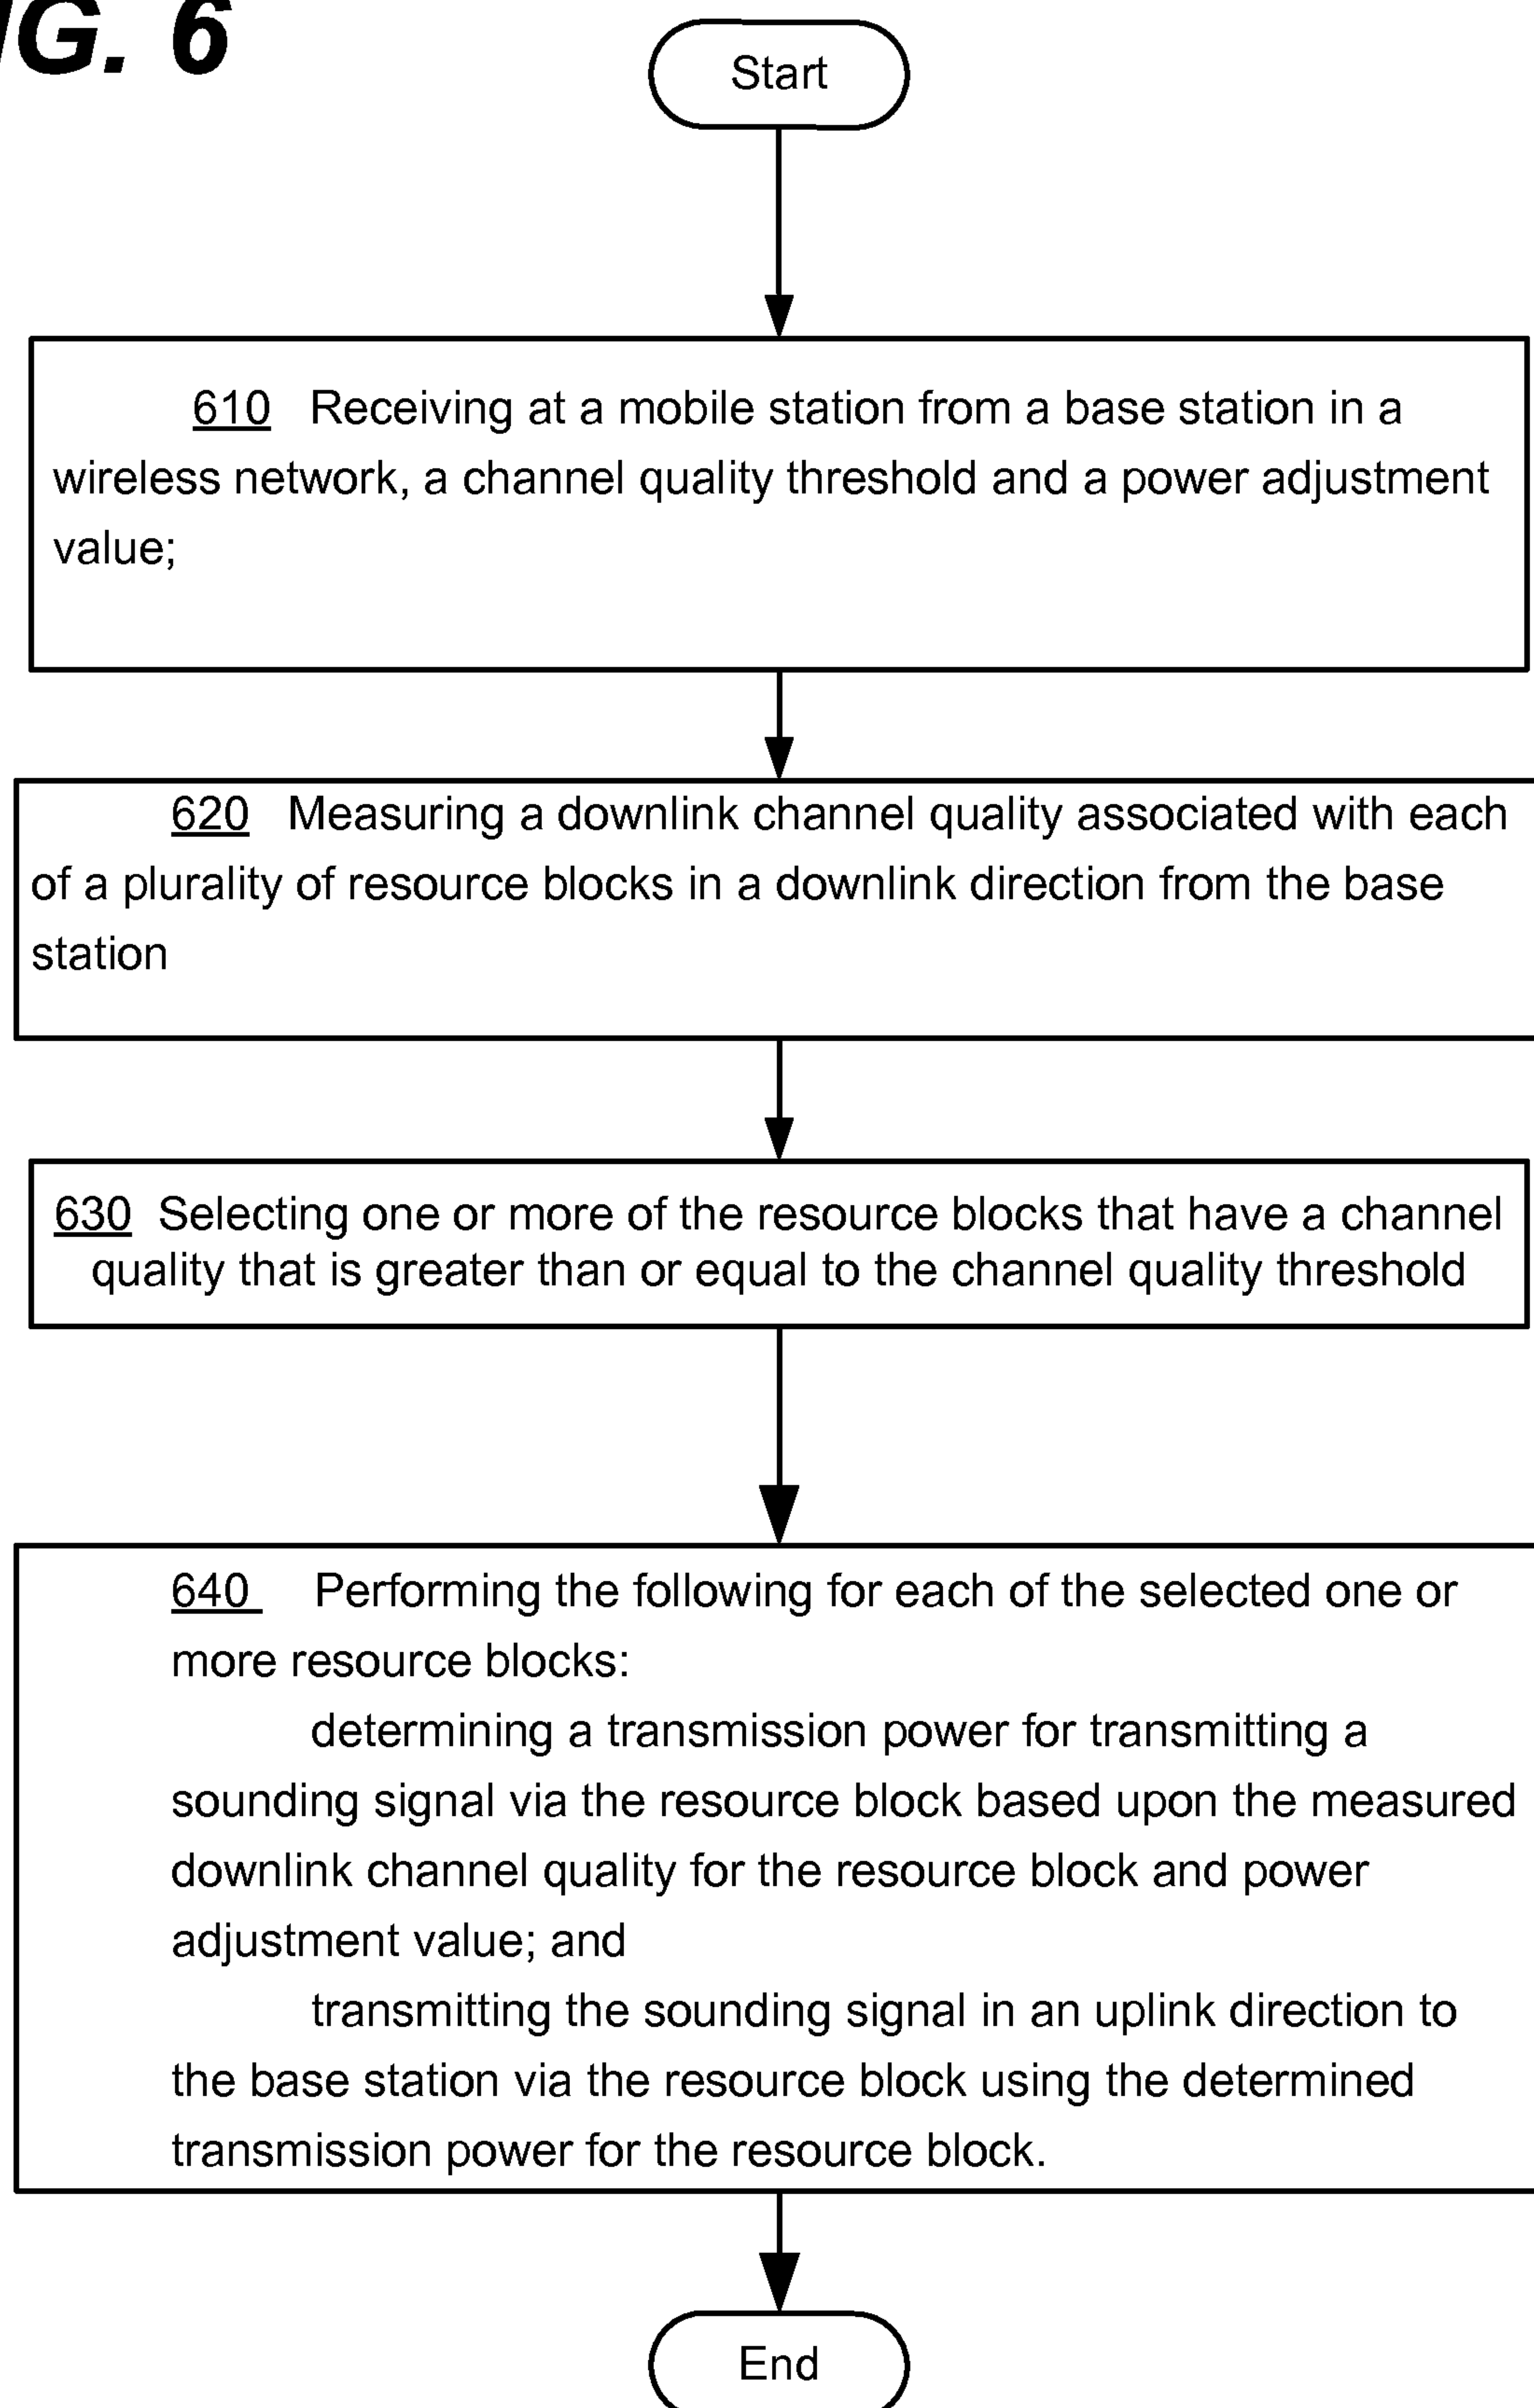 IG. 6
Start
610 Receiving at a mobile station from a base station in a
wireless network, a channel quality threshold and a power adjustment
value;
620 Measuring a downlink channel quality associated with each
of a plurality of resource blocks in a downlink direction from the base
station
630 Selecting one or more of the resource blocks that have a channel
quality that is greater than or equal to the channel quality threshold
640 Performing the following for each of the selected one or
more resource blocks:
determining a transmission power for transmitting a
sounding signal via the resource block based upon the measured
downlink channel quality for the resource block and power
adjustment value; and
transmitting the sounding signal in an uplink direction to
the base station via the resource block using the determined
transmission power for the resource block.
End